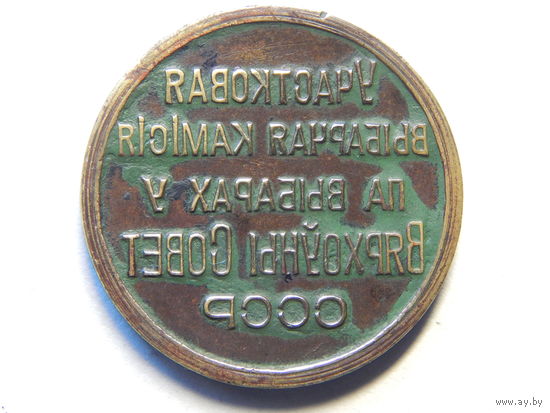 Участковая
выбарчая камісія
па выбарах у
Вярхоўны Совет
СССР
www.ay.by